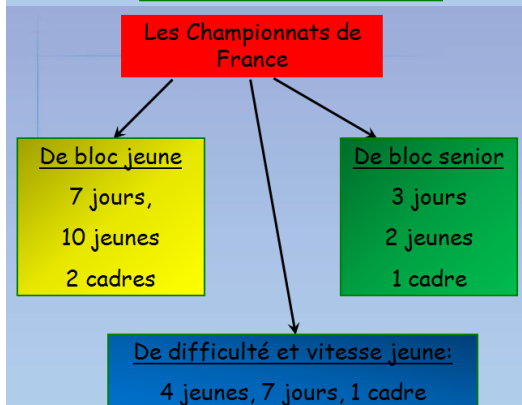 Les Championnats de
France
De bloc jeune
7 jours,
10 jeunes
2 cadres
De bloc senior
3 jours
2 jeunes
1 cadre
De difficulté et vitesse jeune:
4 jeunes, 7 jours, 1 cadre